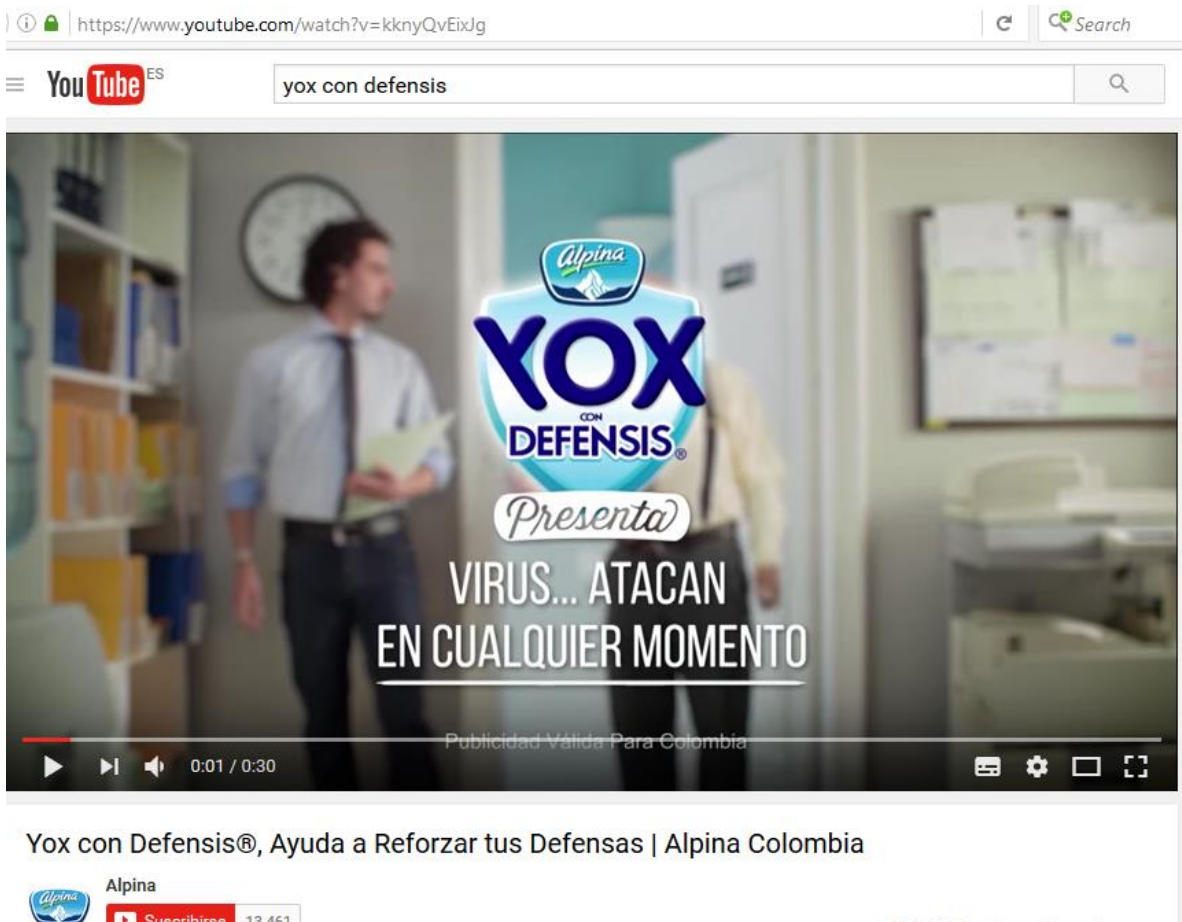 https://www.youtube.com/watch?v=kknyQvEixJg
Search
YouTube ES
yox con defensis
alpina
YOX
CON
DEFENSIS®
Presenta
VIRUS... ATACAN
EN CUALQUIER MOMENTO
Publicidad Válida Para Colombia
0:01 / 0:30
Yox con Defensis®, Ayuda a Reforzar tus Defensas | Alpina Colombia
Alpina
alpina
Suscribirse 13.461